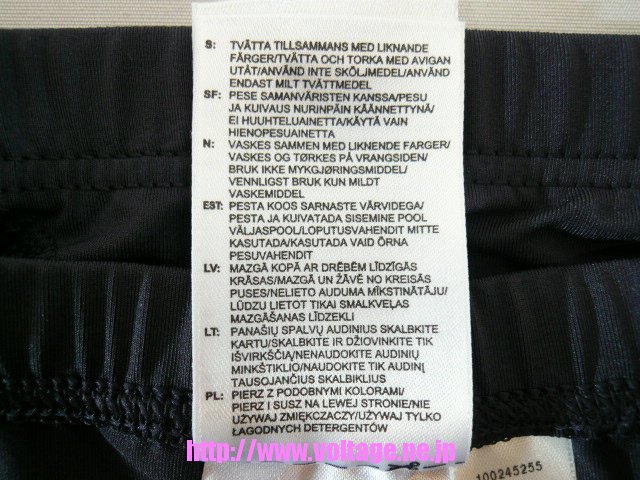 S: TVÄTTA TILLSAMMANS MED LIKNANDE
FÄRGER/TVÄTTA OCH TORKA MED AVIGAN
UTÅT/ANVÄND INTE SKÖLJMEDEL/ANVÄND
ENDAST MILT TVÄTTMEDEL
SF: PESE SAMANVÄRISTEN KANSSA/PESU
JA KUIVAUS NURINPÄIN KÄÄNNETTYNÄ/
EI HUUHTELUAINETTA/KÄYTÄ VAIN
HIENOPESUAINETTA
N: VASKES SAMMEN MED LIKNENDE FARGER/
VASKES OG TØRKES PÅ VRANGSIDEN/
BRUK IKKE MYKGJØRINGSMIDDEL/
VENNLIGST BRUK KUN MILDT
VASKEMIDDEL
EST: PESTA KOOS SARNASTE VÄRVIDEGA/
PESTA JA KUIVATADA SISEMINE POOL
VÄLJASPOOL/LOPUTUSVAHENDIT MITTE
KASUTADA/KASUTADA VAID ÕRNA
PESUVAHENDIT
LV: MAZGĀ KOPĀ AR DRĒBĒM LĪDZĪGĀS
KRĀSAS/MAZGĀ UN ŽĀVĒ NO KREISĀS
PUSES/NELIETO AUDUMA MĪKSTINĀTĀJU/
LŪDZU LIETOT TIKAI SMALKVEĻAS
MAZGĀŠANAS LĪDZEKLI
LT: PANAŠIŲ SPALVŲ AUDINIUS SKALBKITE
KARTU/SKALBKITE IR DŽIOVINKITE TIK
IŠVIRKŠČIĄ/NENAUDOKITE AUDINIŲ
MINKŠTIKLIO/NAUDOKITE TIK AUDINĮ
TAUSOJANČIUS SKALBIKLIUS
PL: PIERZ Z PODOBNYMI KOLORAMI/
PIERZ I SUSZ NA LEWEJ STRONIE/NIE
UŻYWAJ ZMIĘKCZACZY/UŻYWAJ TYLKO
ŁAGODNYCH DETERGENTÓW
http://www.voltage.ne.jp
100245255